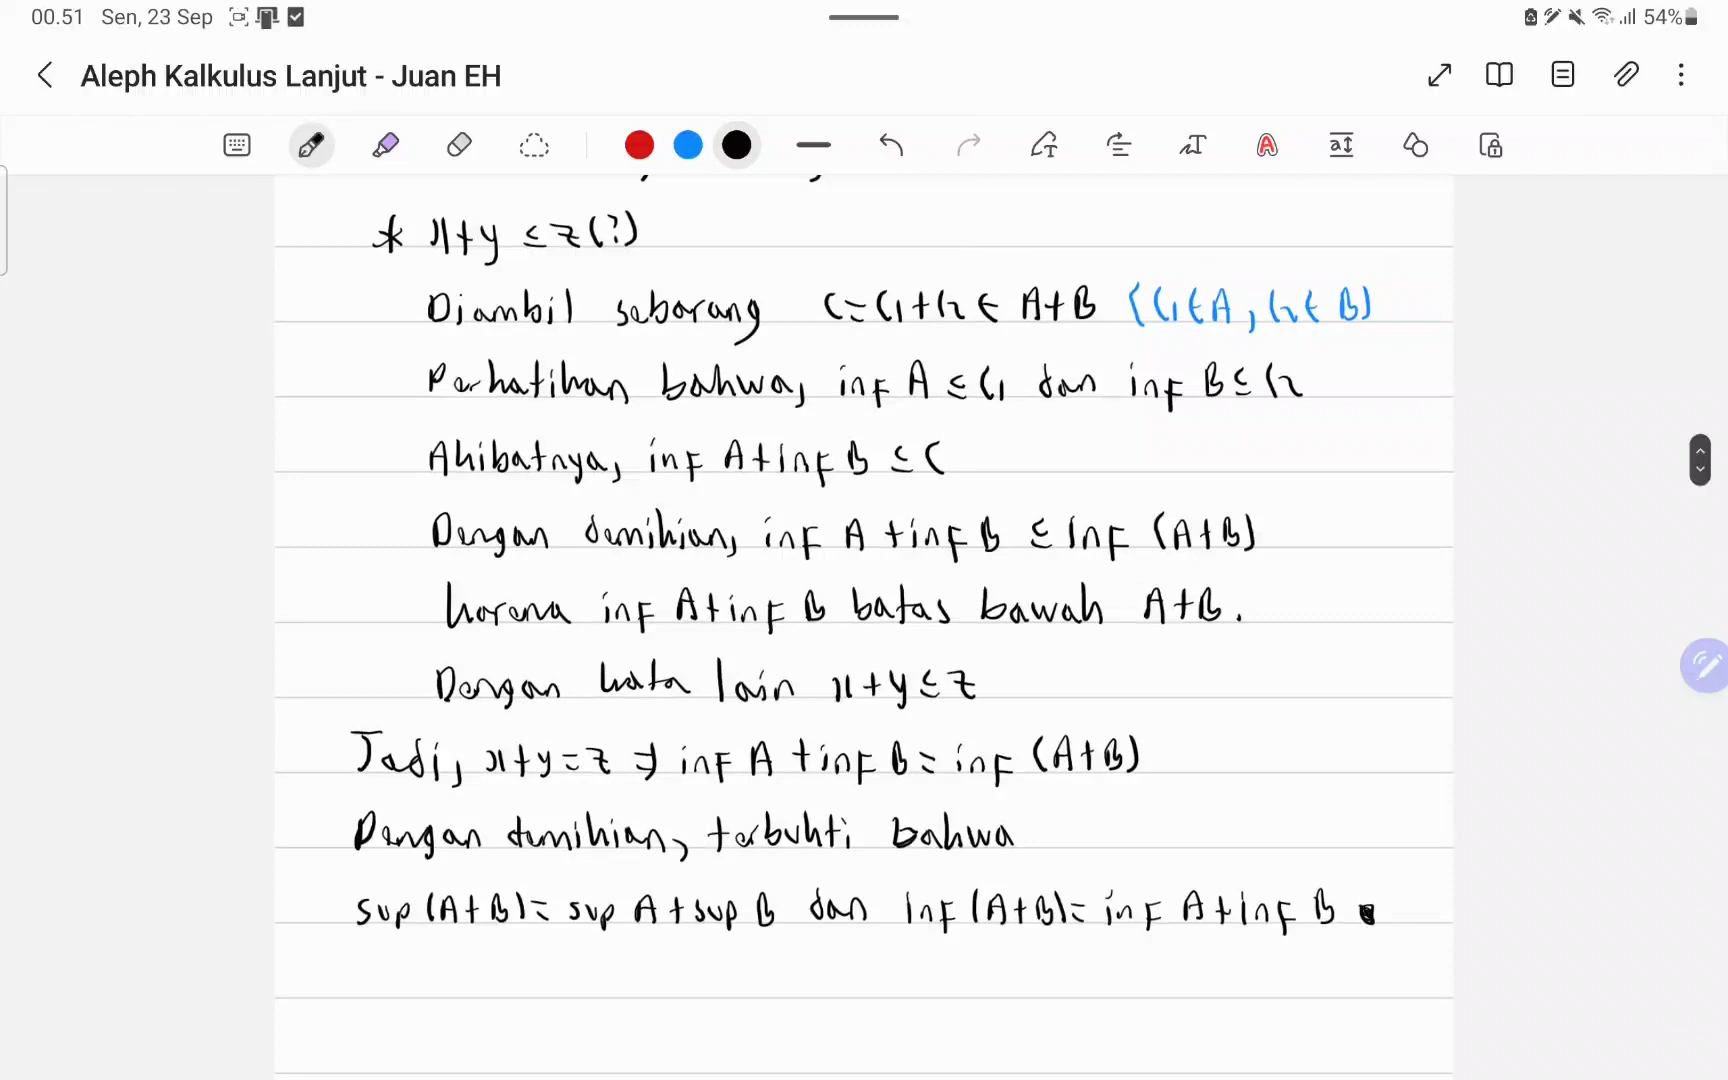 00.51 Sen, 23 Sep
54%
Aleph Kalkulus Lanjut - Juan EH
* x+y ≤ z (?)
Diambil sebarang c = c₁+c₂ ∈ A+B (c₁∈A, c₂∈B)
Perhatikan bahwa, inf A ≤ c₁ dan inf B ≤ c₂
Akibatnya, inf A + inf B ≤ c
Dengan demikian, inf A + inf B ≤ inf (A+B)
karena inf A + inf B batas bawah A+B.
Dengan kata lain x+y ≤ z
Jadi, x+y = z ⇒ inf A + inf B = inf (A+B)
Dengan demikian, terbukti bahwa
sup (A+B) = sup A + sup B dan inf (A+B) = inf A + inf B ■